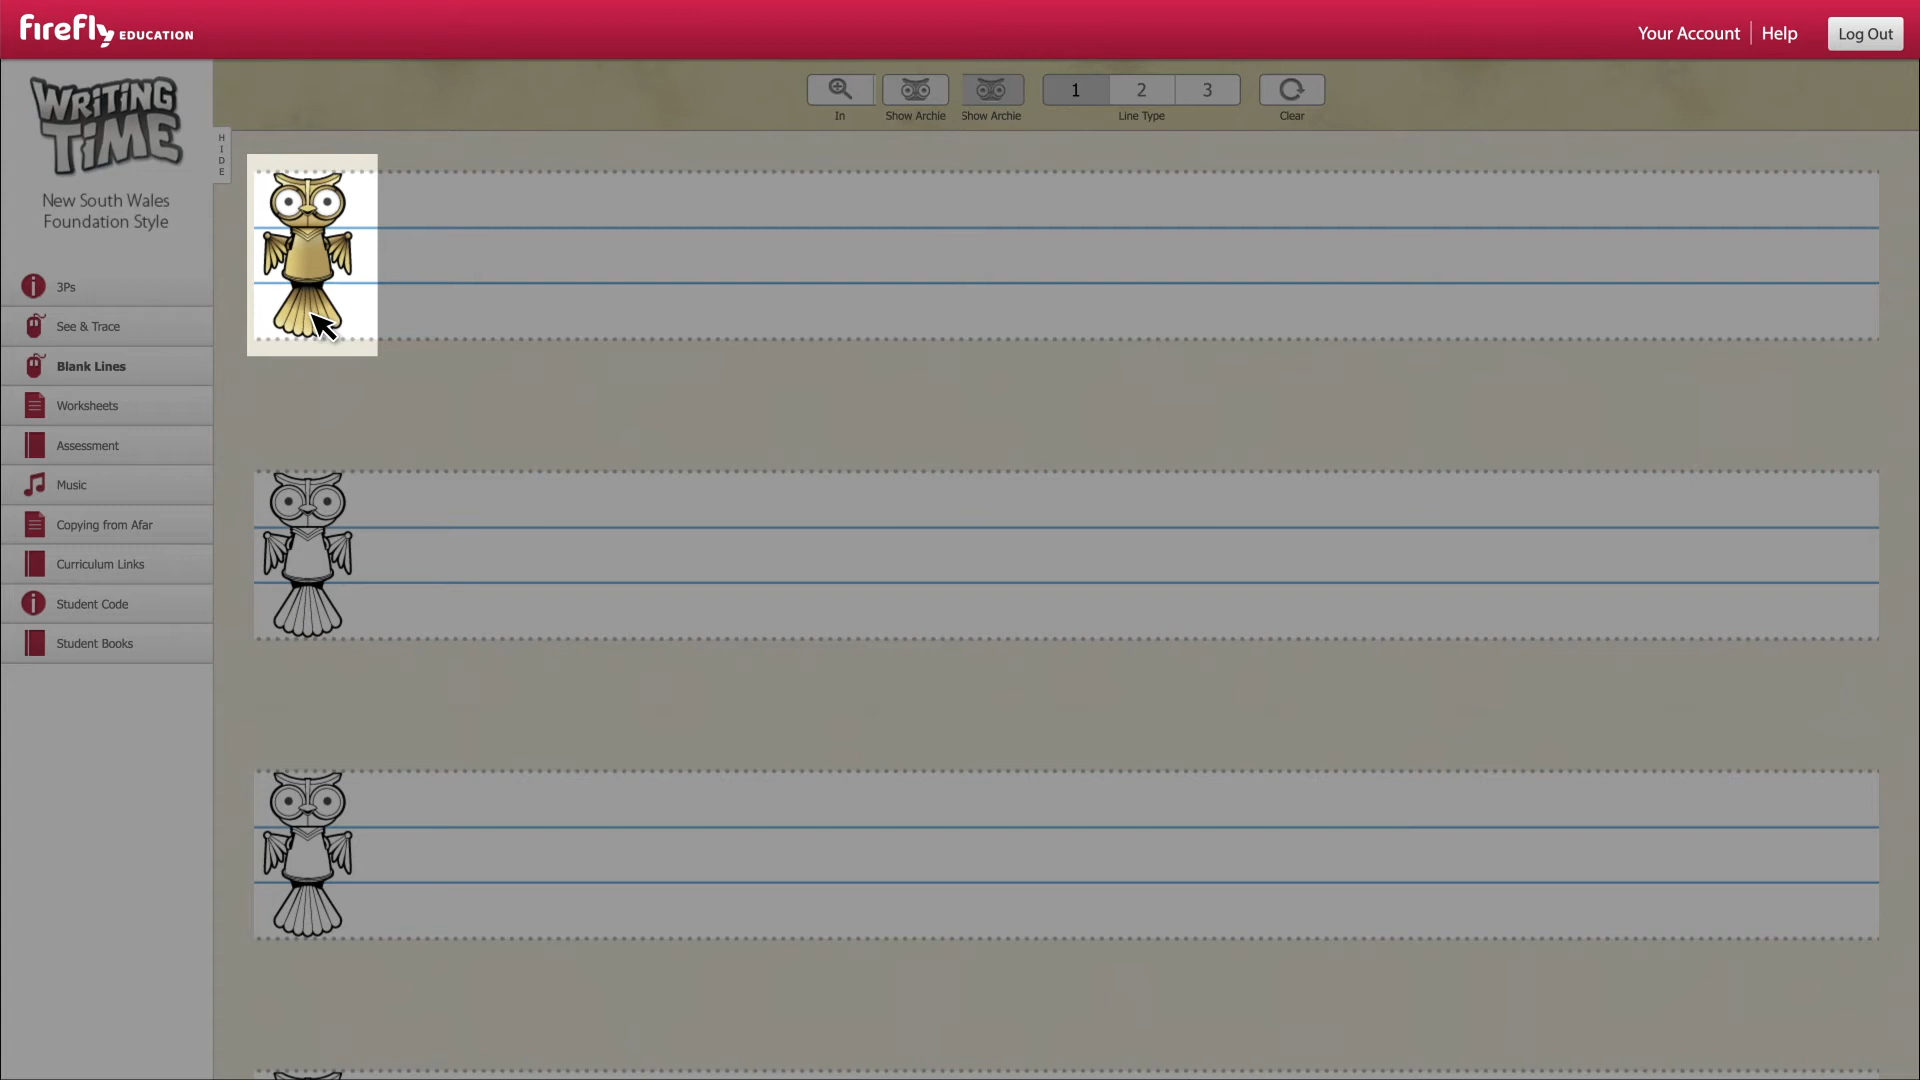 firefly EDUCATION
Your Account
Help
Log Out
WRiTiNG
TiME
HIDE
In
Show Archie
Show Archie
1
2
3
Line Type
Clear
New South Wales
Foundation Style
3Ps
See & Trace
Blank Lines
Worksheets
Assessment
Music
Copying from Afar
Curriculum Links
Student Code
Student Books